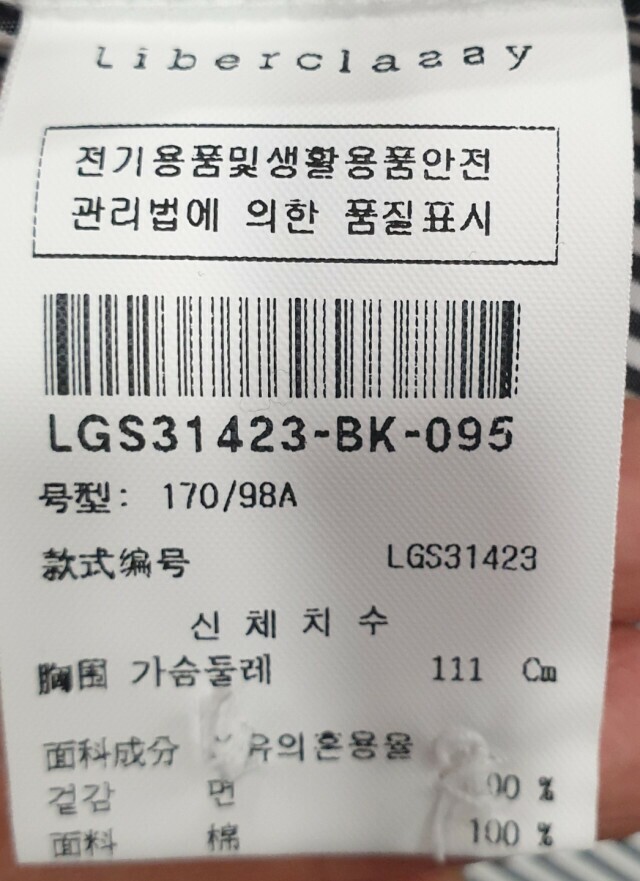 Liberclassy
전기용품및생활용품안전
관리법에 의한 품질표시
LGS31423-BK-095
号型: 170/98A
款式编号 LGS31423
신 체 치 수
胸围 가슴둘레 111 Cm
面料成分 유의혼용율
겉감 면 00 %
面料 棉 100 %